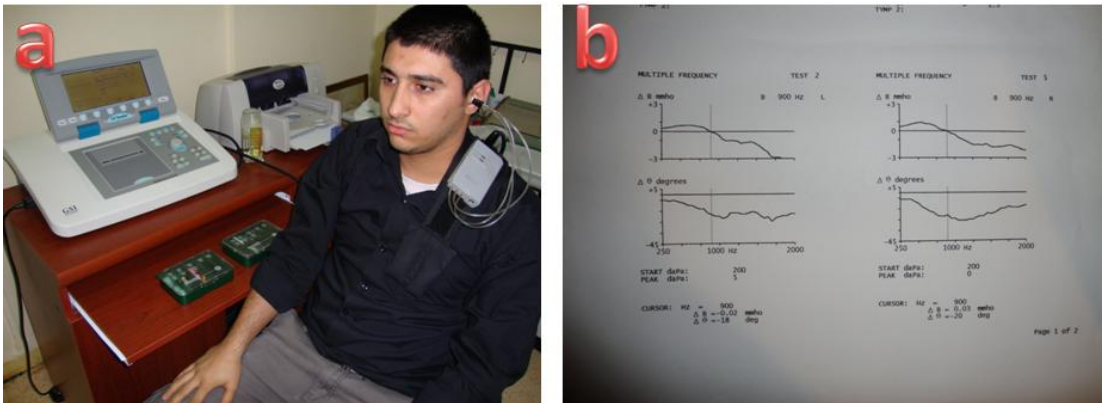 a
GSI
b
TYMP 2:
TYMP 2:
MULTIPLE FREQUENCY TEST 2
Δ B mmho B 900 Hz L
+3
0
-3
Δ θ degrees
+5
-45
250 1000 Hz 2000
START daPa: 200
PEAK daPa: 5
CURSOR: Hz = 900
Δ B =-0.02 mmho
Δ θ =-18 deg
MULTIPLE FREQUENCY TEST 5
Δ B mmho B 900 Hz R
+3
0
-3
Δ θ degrees
+5
-45
250 1000 Hz 2000
START daPa: 200
PEAK daPa: 0
CURSOR: Hz = 900
Δ B = 0.03 mmho
Δ θ =-20 deg
Page 1 of 2